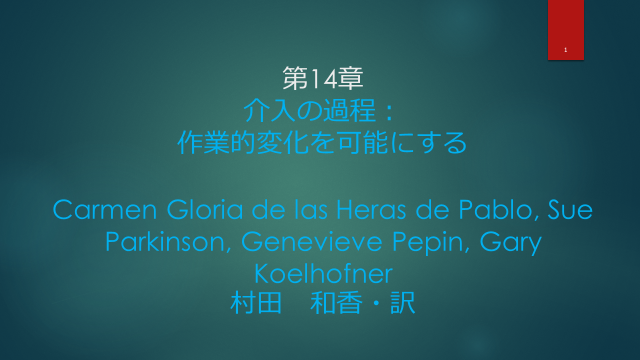 1
第14章
介入の過程：
作業的変化を可能にする
Carmen Gloria de las Heras de Pablo, Sue
Parkinson, Genevieve Pepin, Gary
Koelhofner
村田　和香・訳